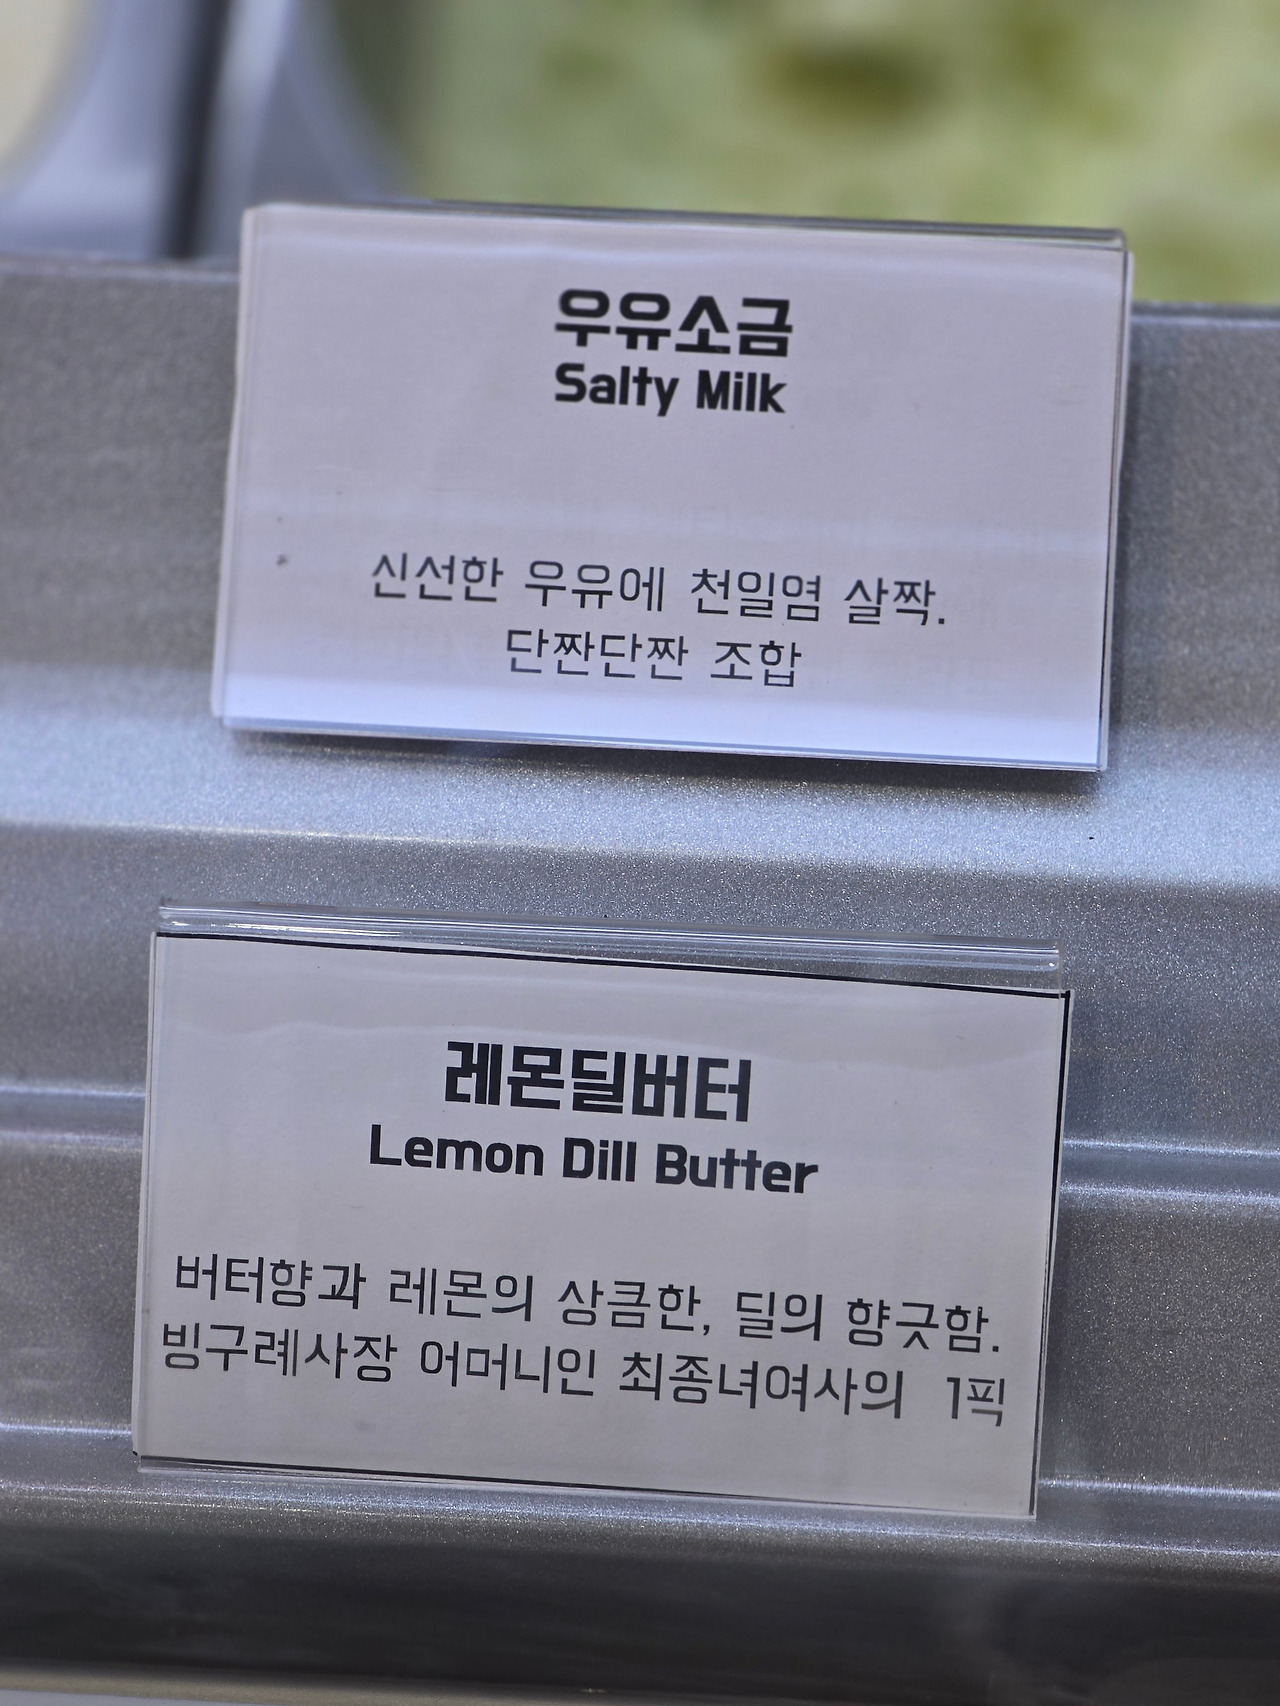 우유소금
Salty Milk
신선한 우유에 천일염 살짝.
단짠단짠 조합
레몬딜버터
Lemon Dill Butter
버터향과 레몬의 상큼한, 딜의 향긋함.
빙구레사장 어머니인 최종녀여사의 1픽